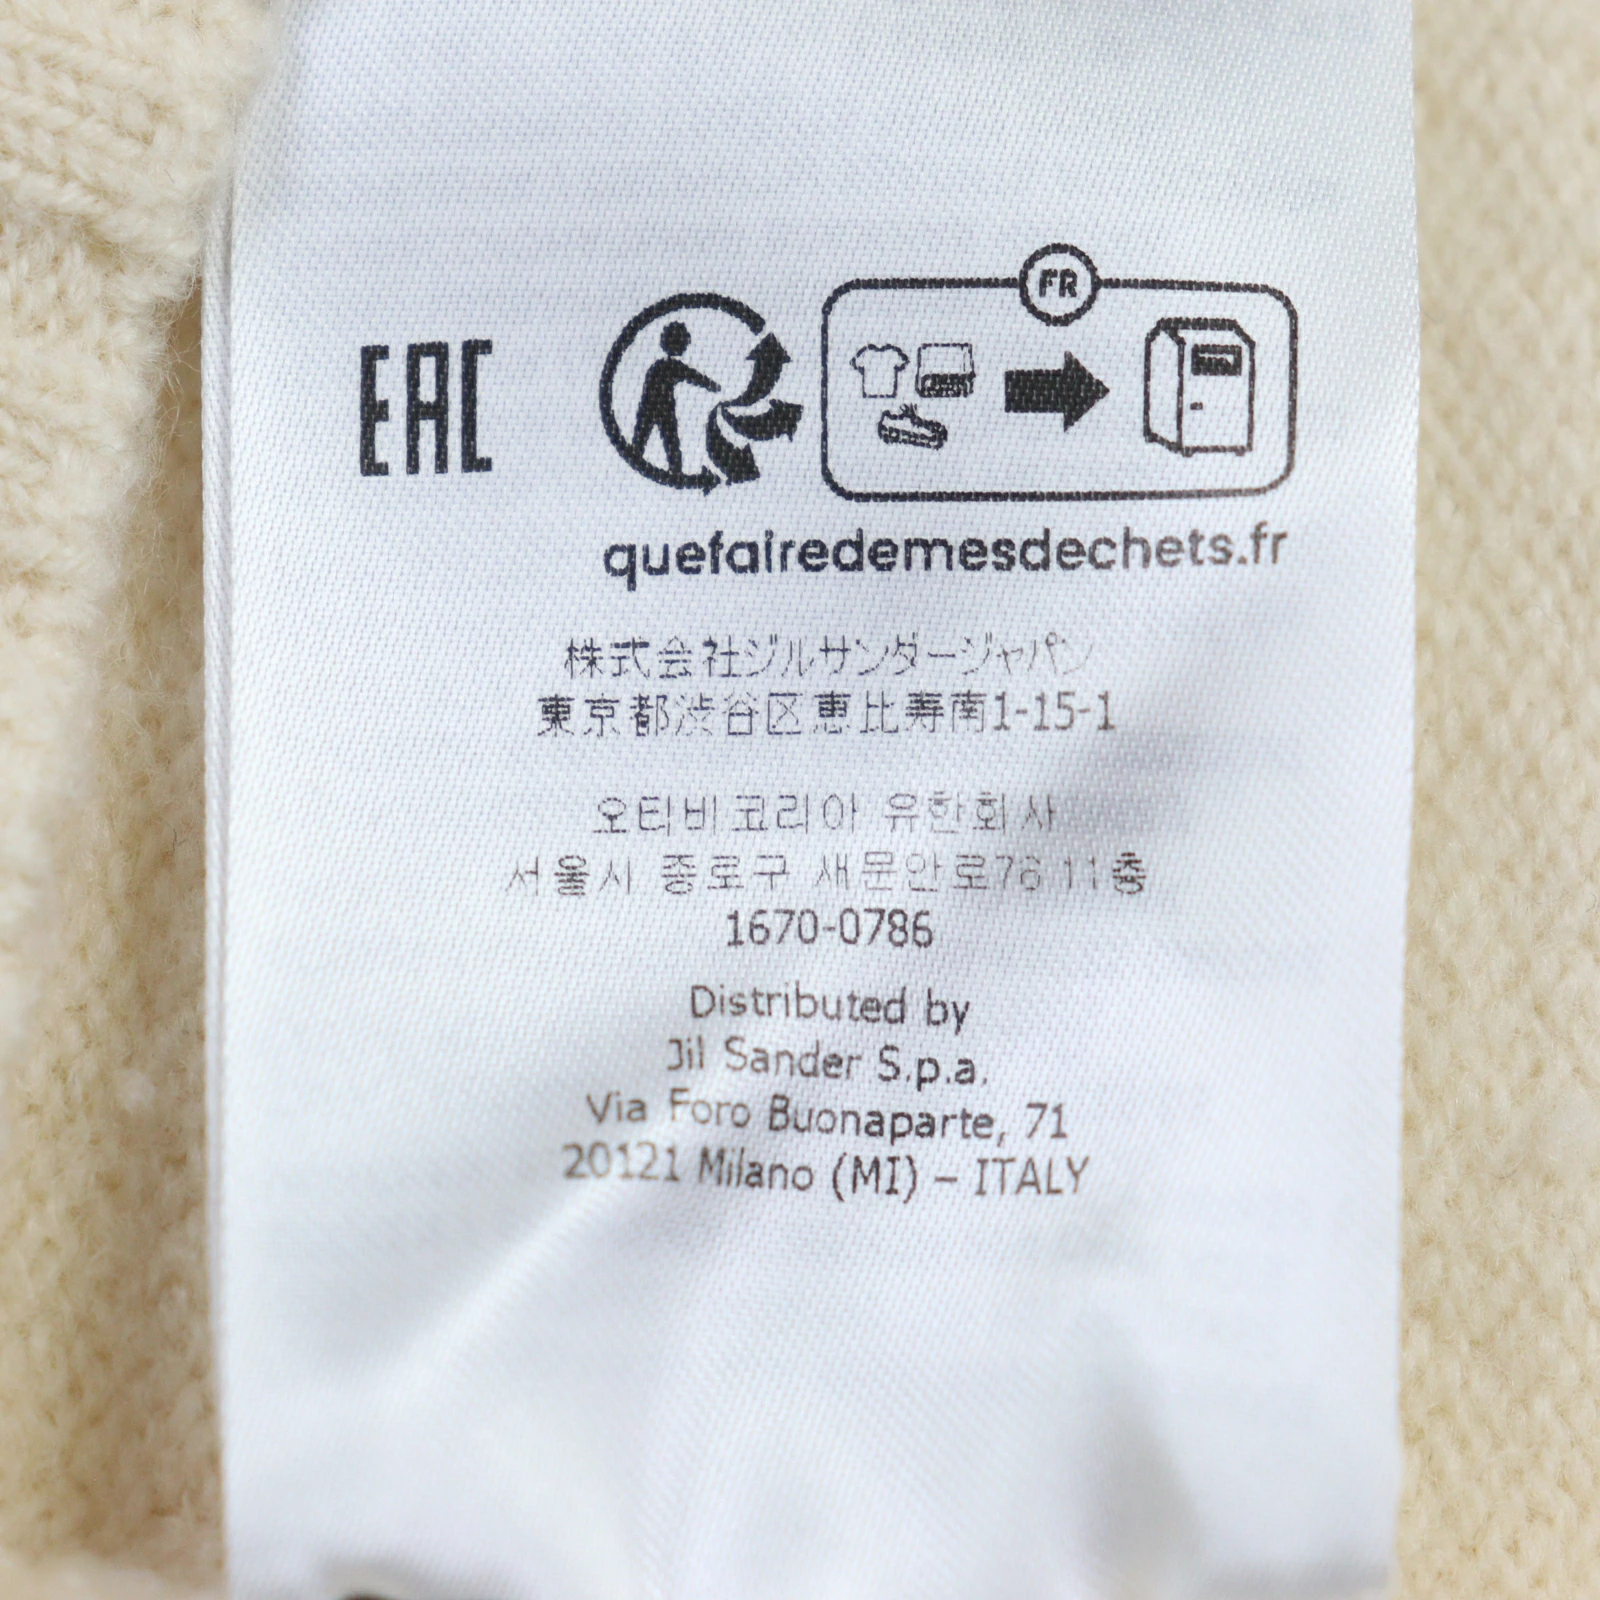 FR
EAC
quefairedemesdechets.fr
株式会社ジルサンダージャパン
東京都渋谷区恵比寿南1-15-1
오티비코리아 유한회사
서울시 종로구 새문안로76 11층
1670-0786
Distributed by
Jil Sander S.p.a.
Via Foro Buonaparte, 71
20121 Milano (MI) – ITALY